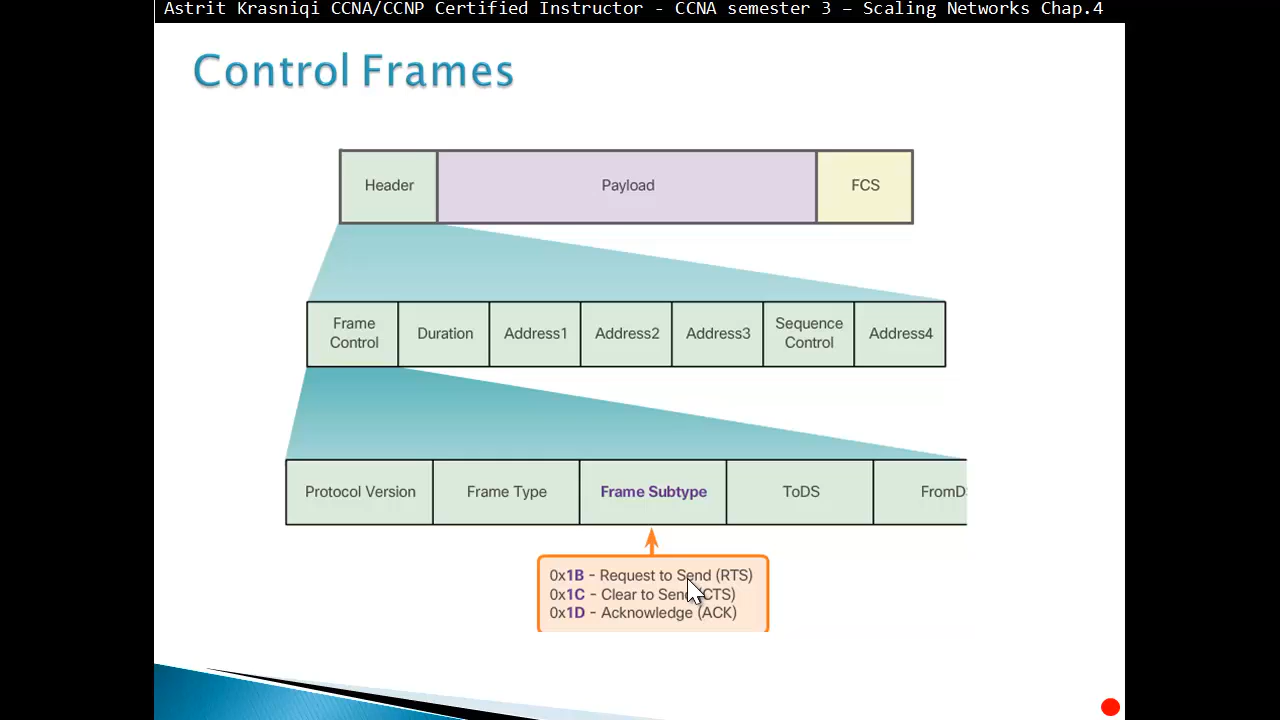 Astrit Krasniqi CCNA/CCNP Certified Instructor - CCNA semester 3 – Scaling Networks Chap.4
Control Frames
Header Payload FCS
Frame Control Duration Address1 Address2 Address3 Sequence Control Address4
Protocol Version Frame Type Frame Subtype ToDS FromD
0x1B - Request to Send (RTS)
0x1C - Clear to Send (CTS)
0x1D - Acknowledge (ACK)